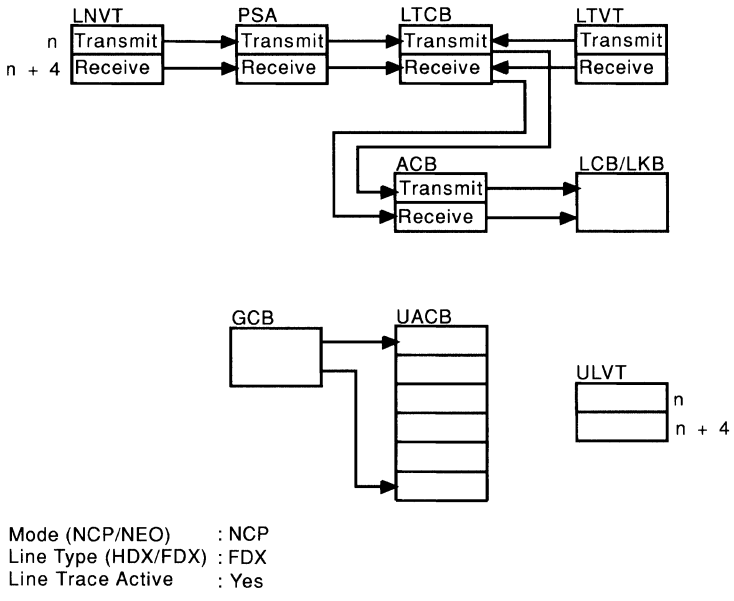 LNVT PSA LTCB LTVT
n Transmit Transmit Transmit Transmit
n + 4 Receive Receive Receive Receive
ACB LCB/LKB
Transmit
Receive
GCB UACB
ULVT
n
n + 4
Mode (NCP/NEO) : NCP
Line Type (HDX/FDX) : FDX
Line Trace Active : Yes